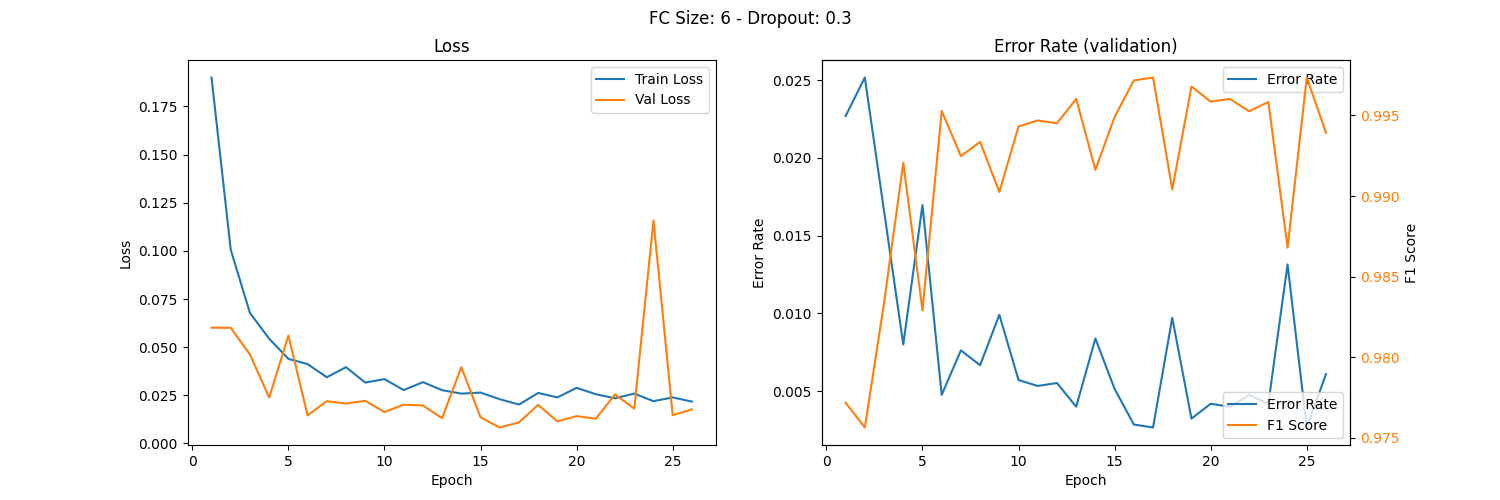 FC Size: 6 - Dropout: 0.3
Loss
Train Loss
Val Loss
0.175
0.150
0.125
0.100
0.075
0.050
0.025
0.000
Loss
0
5
10
15
20
25
Epoch
Error Rate (validation)
Error Rate
0.025
0.020
0.015
0.010
0.005
Error Rate
0.995
0.990
0.985
0.980
0.975
F1 Score
Error Rate
F1 Score
0
5
10
15
20
25
Epoch